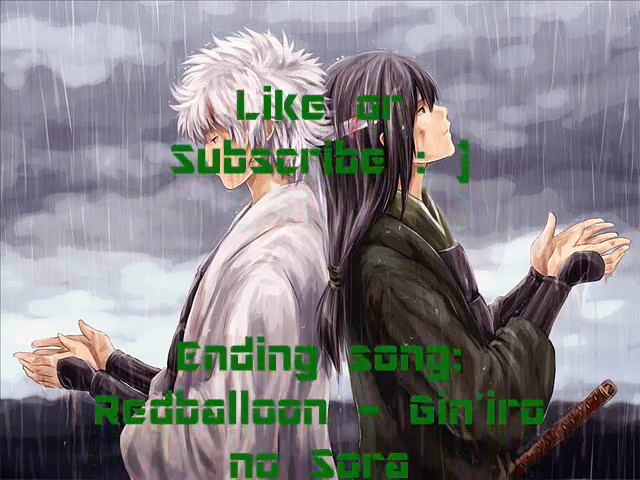 Like or
Subscribe : ]
Ending song:
Redballoon - Gin'iro
no Sora